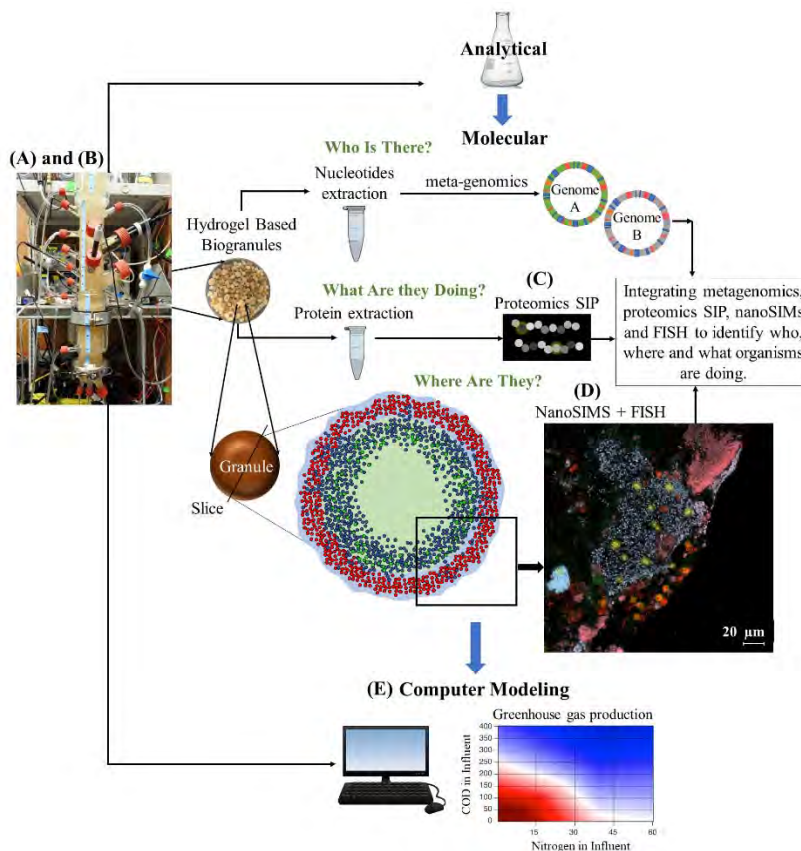 Analytical
Molecular
(A) and (B)
Who Is There?
Nucleotides
extraction
meta-genomics
Genome
A
Genome
B
Hydrogel Based
Biogranules
What Are they Doing?
Protein extraction
(C)
Proteomics SIP
Integrating metagenomics,
proteomics SIP, nanoSIMs
and FISH to identify who,
where and what organisms
are doing.
Where Are They?
(D)
NanoSIMS + FISH
Granule
Slice
20 µm
(E) Computer Modeling
Greenhouse gas production
COD in Influent
400
350
300
250
200
150
100
50
0
15
30
45
60
Nitrogen in Influent